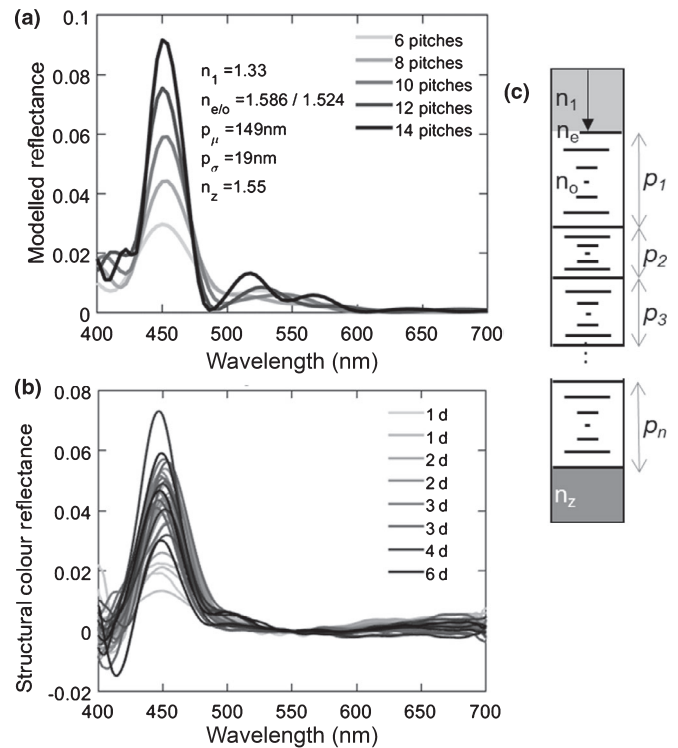 (a)
Modelled reflectance
0.1
0.08
0.06
0.04
0.02
0
400 450 500 550 600 650 700
Wavelength (nm)
n1 =1.33
ne/o =1.586 / 1.524
pμ =149nm
pσ =19nm
nz =1.55
6 pitches
8 pitches
10 pitches
12 pitches
14 pitches
(b)
Structural colour reflectance
0.08
0.06
0.04
0.02
0
-0.02
400 450 500 550 600 650 700
Wavelength (nm)
1 d
1 d
2 d
2 d
3 d
3 d
4 d
6 d
(c)
n1
ne
no
p1
p2
p3
pn
nz